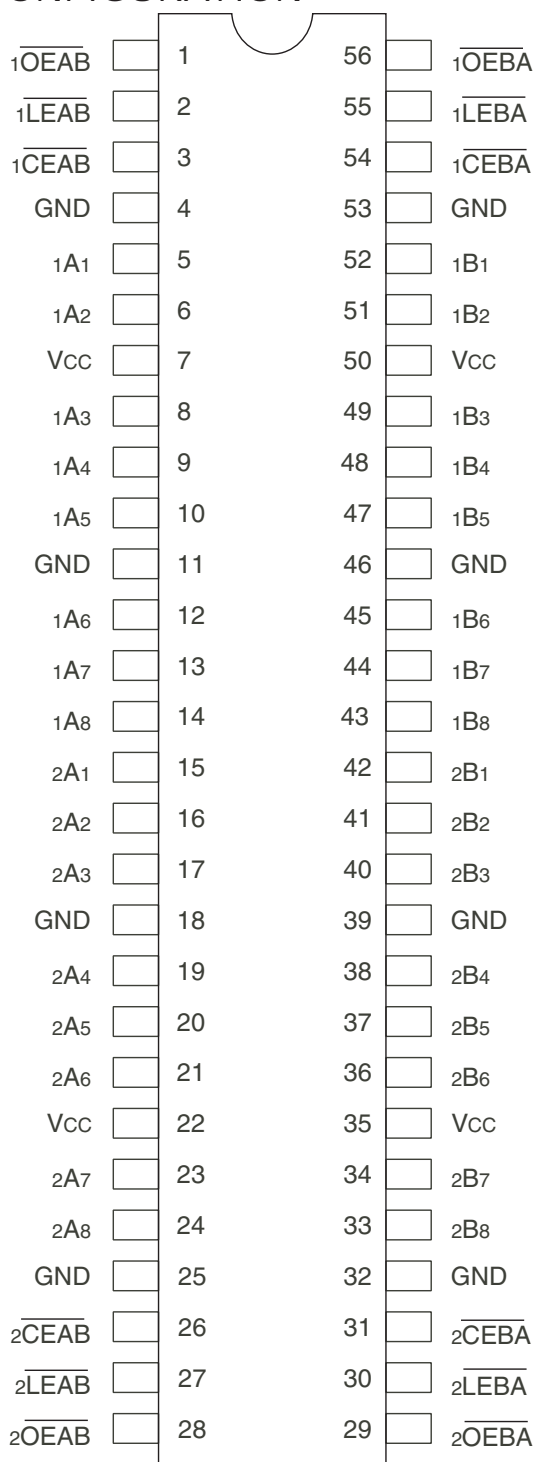 1OEAB 1 56 1OEBA
1LEAB 2 55 1LEBA
1CEAB 3 54 1CEBA
GND 4 53 GND
1A1 5 52 1B1
1A2 6 51 1B2
VCC 7 50 VCC
1A3 8 49 1B3
1A4 9 48 1B4
1A5 10 47 1B5
GND 11 46 GND
1A6 12 45 1B6
1A7 13 44 1B7
1A8 14 43 1B8
2A1 15 42 2B1
2A2 16 41 2B2
2A3 17 40 2B3
GND 18 39 GND
2A4 19 38 2B4
2A5 20 37 2B5
2A6 21 36 2B6
VCC 22 35 VCC
2A7 23 34 2B7
2A8 24 33 2B8
GND 25 32 GND
2CEAB 26 31 2CEBA
2LEAB 27 30 2LEBA
2OEAB 28 29 2OEBA